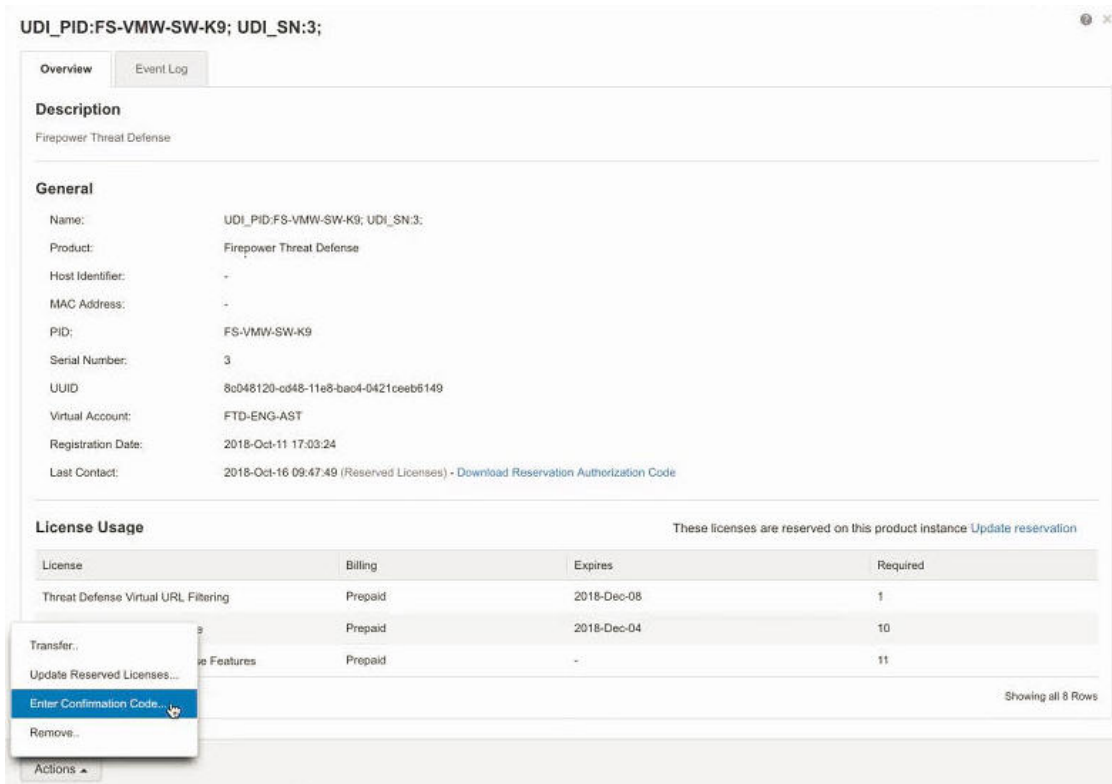 UDI_PID:FS-VMW-SW-K9; UDI_SN:3;
Overview Event Log
Description
Firepower Threat Defense
General
Name: UDI_PID:FS-VMW-SW-K9; UDI_SN:3;
Product: Firepower Threat Defense
Host Identifier: -
MAC Address: -
PID: FS-VMW-SW-K9
Serial Number: 3
UUID 8c048120-cd48-11e8-bac4-0421ceeb6149
Virtual Account: FTD-ENG-AST
Registration Date: 2018-Oct-11 17:03:24
Last Contact: 2018-Oct-16 09:47:49 (Reserved Licenses) - Download Reservation Authorization Code
License Usage These licenses are reserved on this product instance Update reservation
License Billing Expires Required
Threat Defense Virtual URL Filtering Prepaid 2018-Dec-08 1
Prepaid 2018-Dec-04 10
Features Prepaid - 11
Showing all 8 Rows
Transfer..
Update Reserved Licenses...
Enter Confirmation Code...
Remove..
Actions